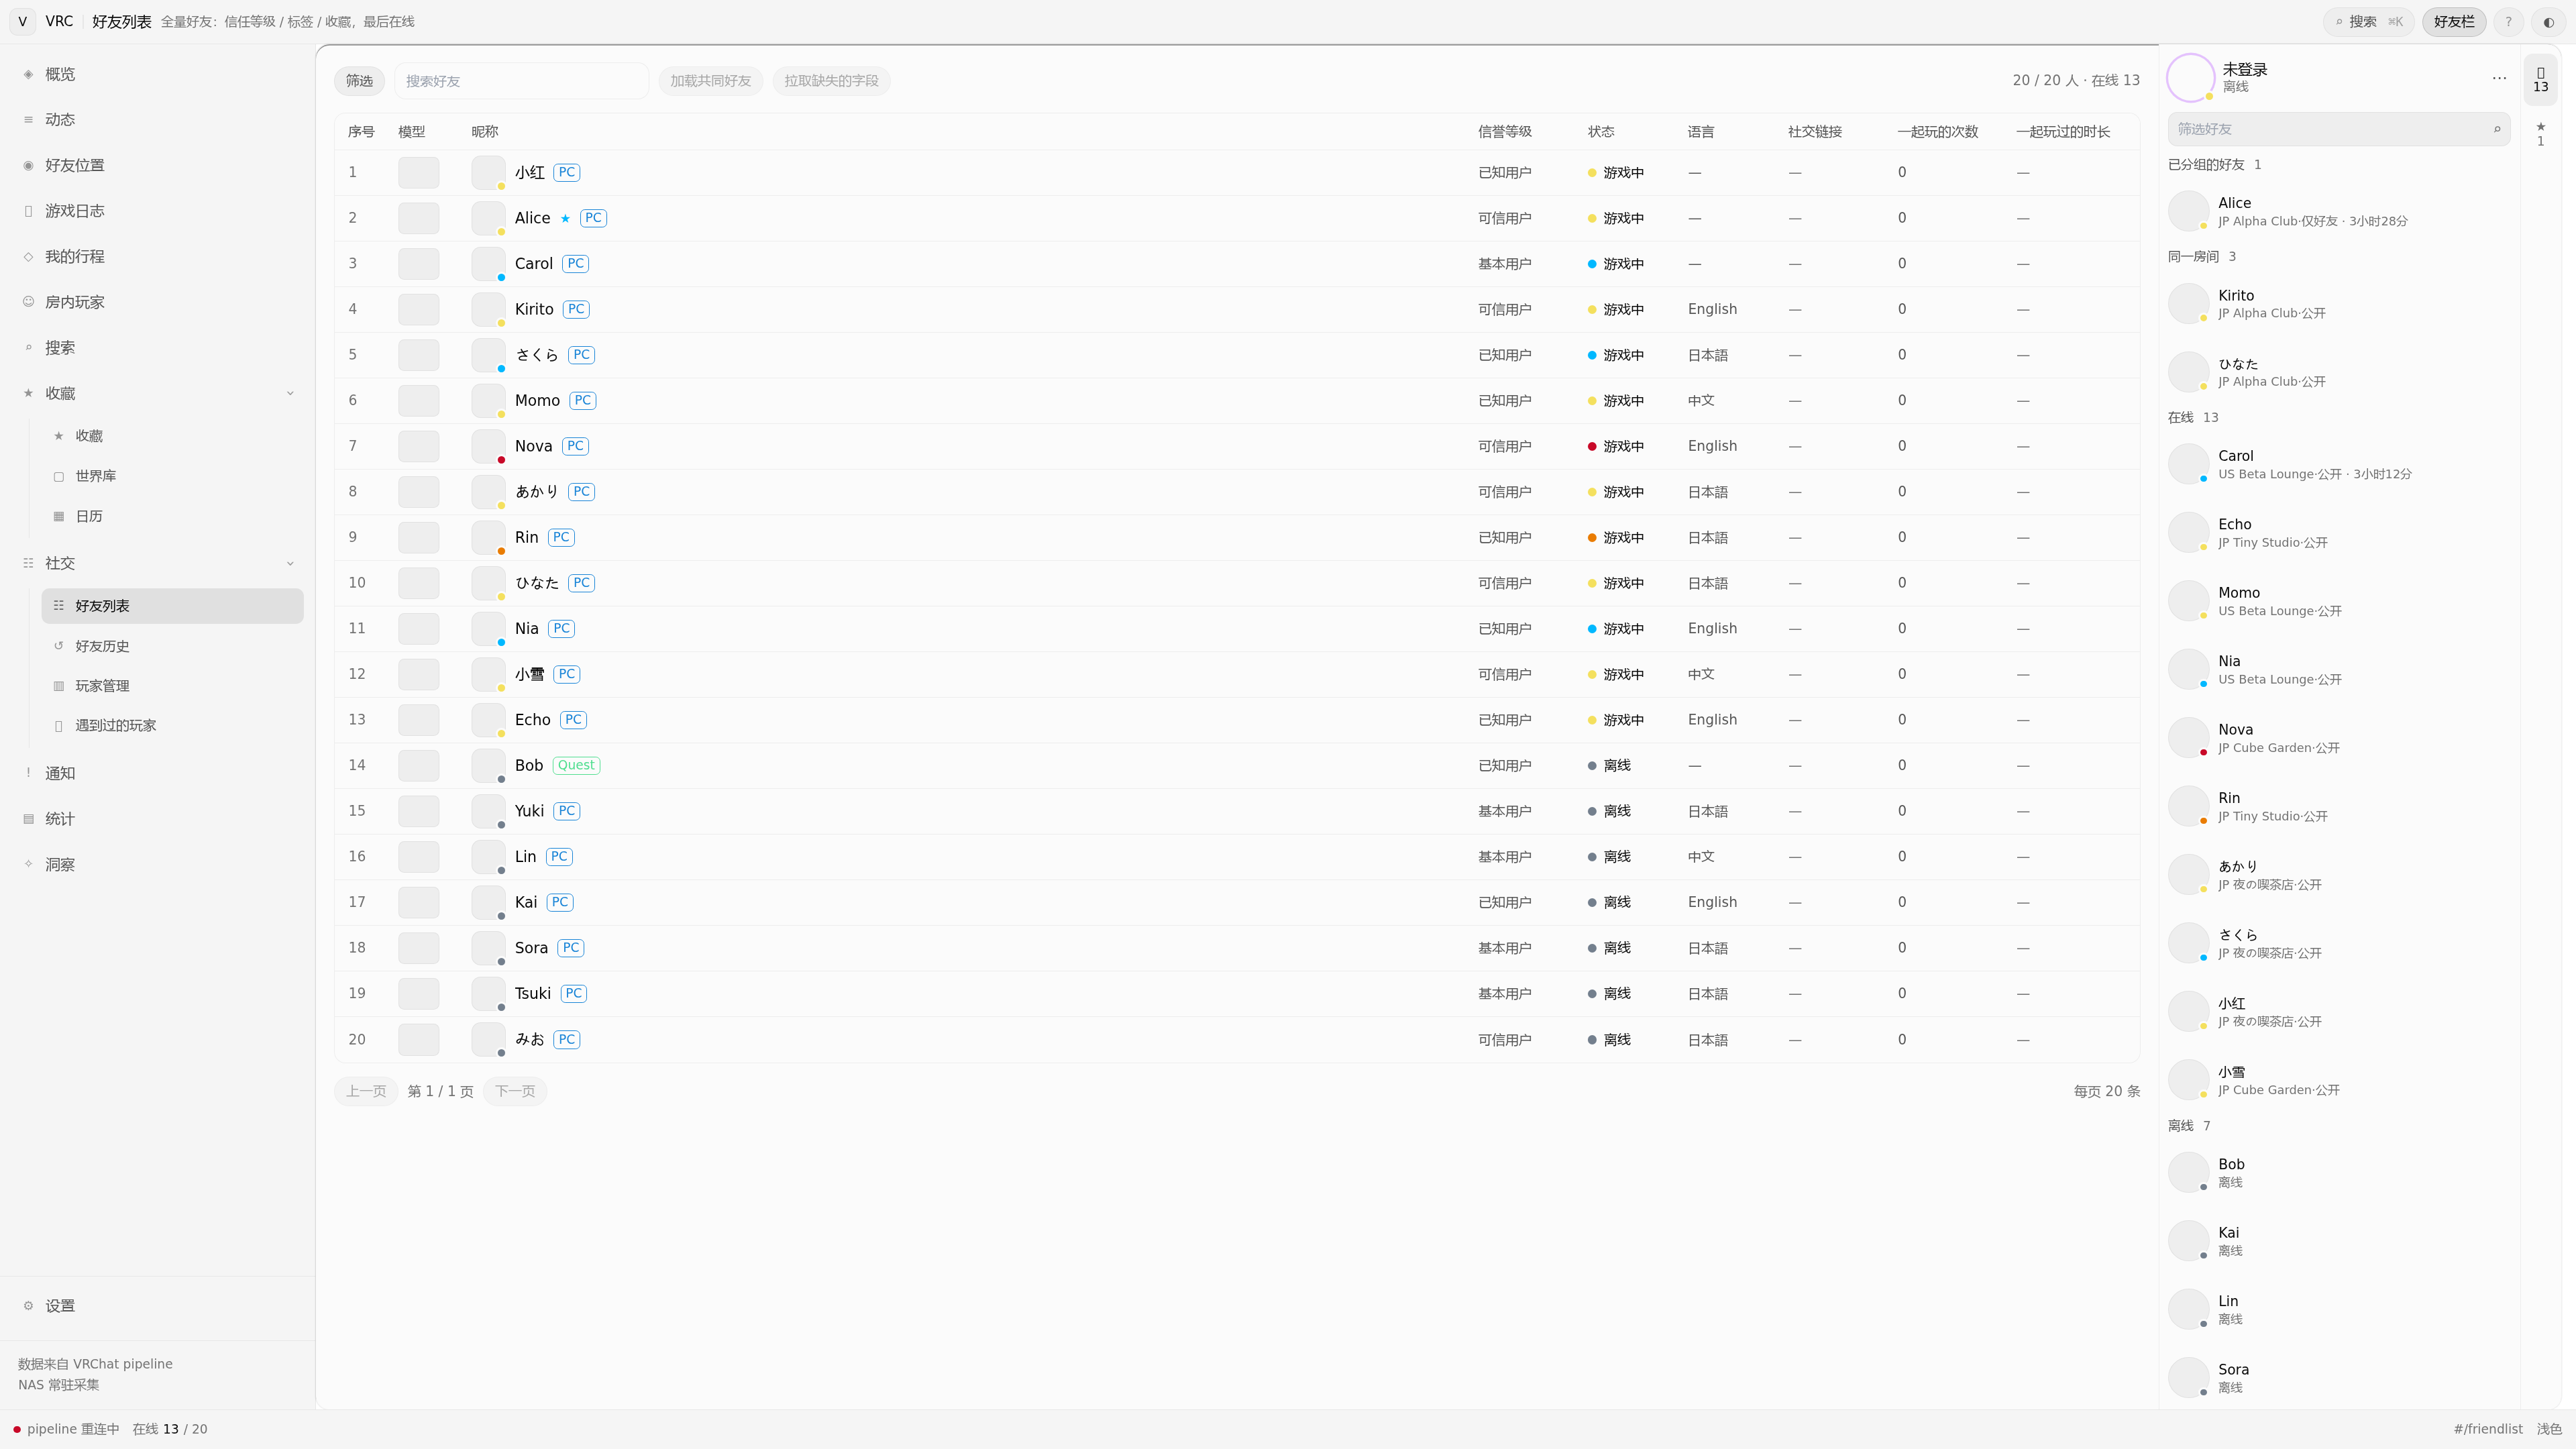 V VRC 好友列表 全量好友：信任等级 / 标签 / 收藏，最后在线
搜索 ⌘K 好友栏 ?
概览
动态
好友位置
游戏日志
我的行程
房内玩家
搜索
收藏
收藏
世界库
日历
社交
好友列表
好友历史
玩家管理
遇到过的玩家
通知
统计
洞察
设置
数据来自 VRChat pipeline
NAS 常驻采集
筛选 搜索好友 加载共同好友 拉取缺失的字段 20 / 20 人 · 在线 13
序号 模型 昵称 信誉等级 状态 语言 社交链接 一起玩的次数 一起玩过的时长
1 小红 PC 已知用户 游戏中 — — 0 —
2 Alice ★ PC 可信用户 游戏中 — — 0 —
3 Carol PC 基本用户 游戏中 — — 0 —
4 Kirito PC 可信用户 游戏中 English — 0 —
5 さくら PC 已知用户 游戏中 日本語 — 0 —
6 Momo PC 已知用户 游戏中 中文 — 0 —
7 Nova PC 可信用户 游戏中 English — 0 —
8 あかり PC 可信用户 游戏中 日本語 — 0 —
9 Rin PC 已知用户 游戏中 日本語 — 0 —
10 ひなた PC 可信用户 游戏中 日本語 — 0 —
11 Nia PC 已知用户 游戏中 English — 0 —
12 小雪 PC 可信用户 游戏中 中文 — 0 —
13 Echo PC 已知用户 游戏中 English — 0 —
14 Bob Quest 已知用户 离线 — — 0 —
15 Yuki PC 基本用户 离线 日本語 — 0 —
16 Lin PC 基本用户 离线 中文 — 0 —
17 Kai PC 已知用户 离线 English — 0 —
18 Sora PC 基本用户 离线 日本語 — 0 —
19 Tsuki PC 基本用户 离线 日本語 — 0 —
20 みお PC 可信用户 离线 日本語 — 0 —
上一页 第 1 / 1 页 下一页 每页 20 条
未登录 ···
离线
13
★
1
筛选好友
已分组的好友 1
Alice
JP Alpha Club·仅好友 · 3小时28分
同一房间 3
Kirito
JP Alpha Club·公开
ひなた
JP Alpha Club·公开
在线 13
Carol
US Beta Lounge·公开 · 3小时12分
Echo
JP Tiny Studio·公开
Momo
US Beta Lounge·公开
Nia
US Beta Lounge·公开
Nova
JP Cube Garden·公开
Rin
JP Tiny Studio·公开
あかり
JP 夜の喫茶店·公开
さくら
JP 夜の喫茶店·公开
小红
JP 夜の喫茶店·公开
小雪
JP Cube Garden·公开
离线 7
Bob
离线
Kai
离线
Lin
离线
Sora
离线
pipeline 重连中 在线 13 / 20
#/friendlist 浅色